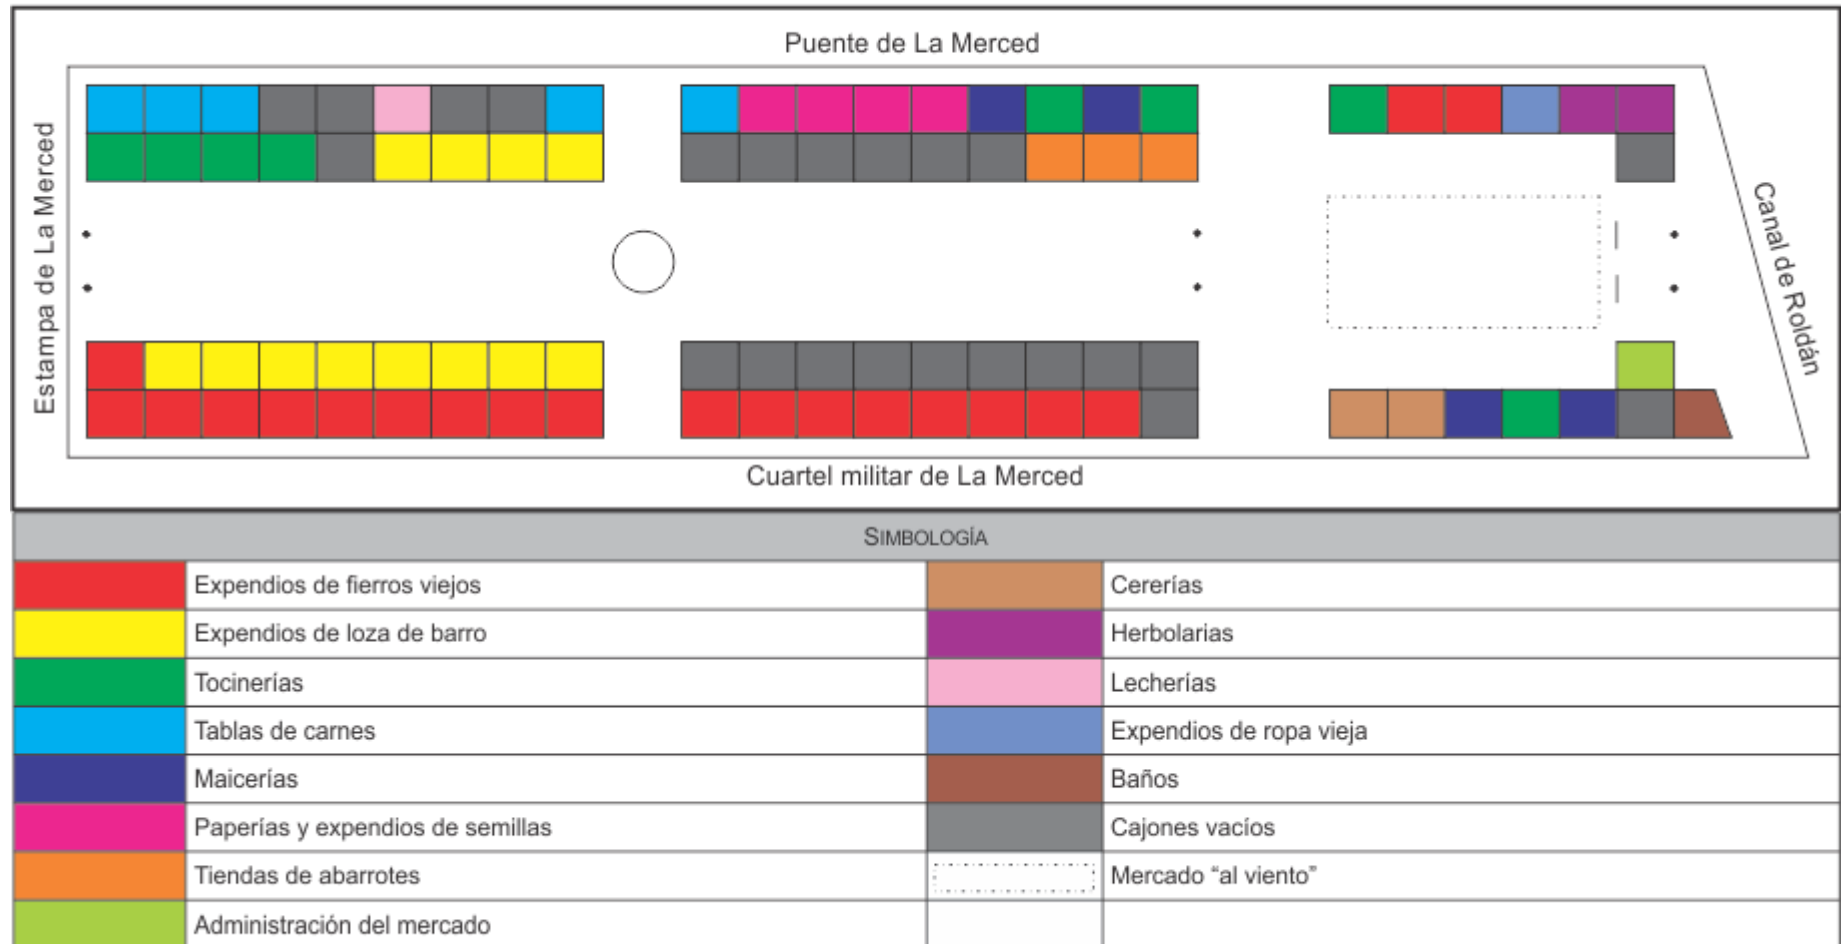 Puente de La Merced
Estampa de La Merced
Canal de Roldán
Cuartel militar de La Merced
SIMBOLOGÍA
Expendios de fierros viejos
Cererías
Expendios de loza de barro
Herbolarias
Tocinerías
Lecherías
Tablas de carnes
Expendios de ropa vieja
Maicerías
Baños
Paperías y expendios de semillas
Cajones vacíos
Tiendas de abarrotes
Mercado “al viento”
Administración del mercado